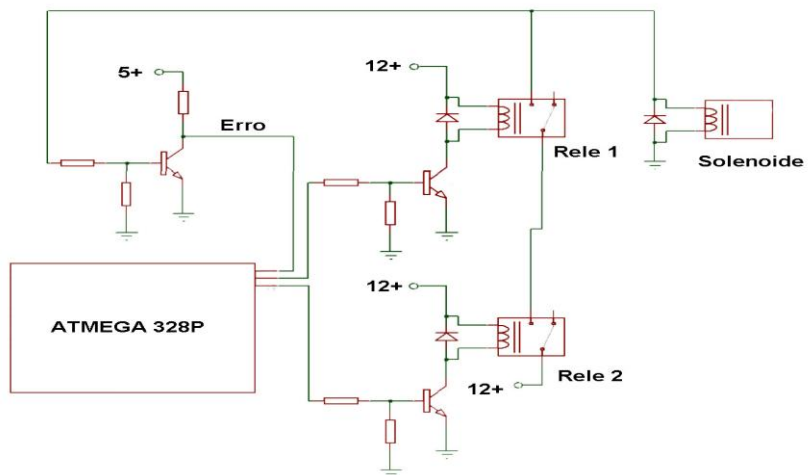 5+
12+
Erro
Rele 1
Solenoide
ATMEGA 328P
12+
Rele 2
12+